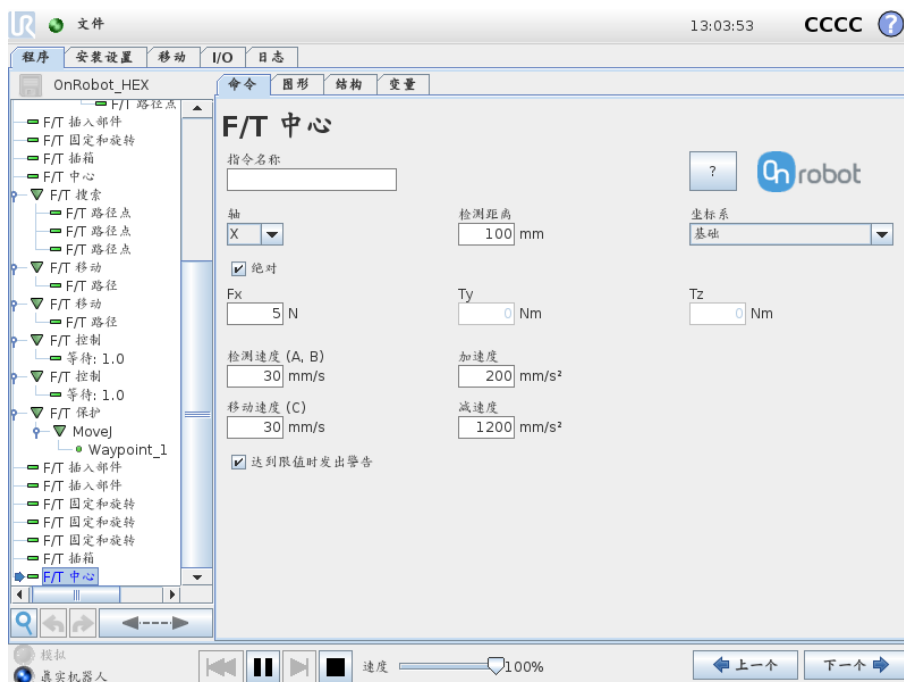 文件
13:03:53
CCCC
?
程序 安装设置 移动 I/O 日志
OnRobot_HEX
命令 图形 结构 变量
F/T 路径点
F/T 插入部件
F/T 固定和旋转
F/T 插箱
F/T 中心
F/T 搜索
F/T 路径点
F/T 路径点
F/T 路径点
F/T 移动
F/T 路径
F/T 移动
F/T 路径
F/T 控制
等待: 1.0
F/T 控制
等待: 1.0
F/T 保护
MoveJ
Waypoint_1
F/T 插入部件
F/T 插入部件
F/T 固定和旋转
F/T 固定和旋转
F/T 固定和旋转
F/T 插箱
F/T 中心
F/T 中心
指令名称
?
On robot
轴 检测距离 坐标系
X 100 mm 基础
绝对
Fx Ty Tz
5 N 0 Nm 0 Nm
检测速度 (A, B) 加速度
30 mm/s 200 mm/s²
移动速度 (C) 减速度
30 mm/s 1200 mm/s²
达到限值时发出警告
模拟
真实机器人
速度 100%
上一个 下一个